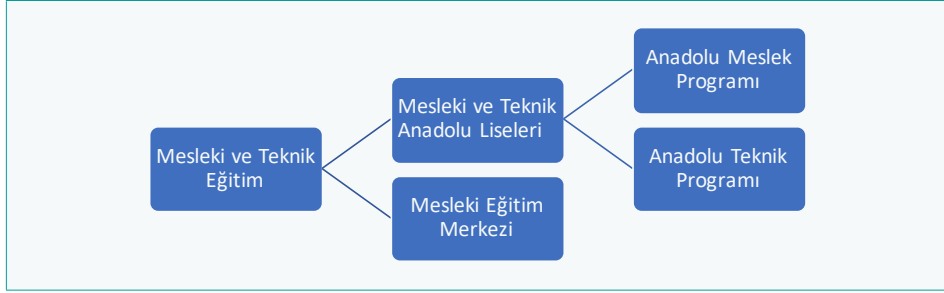 Mesleki ve Teknik
Eğitim
Mesleki ve Teknik
Anadolu Liseleri
Mesleki Eğitim
Merkezi
Anadolu Meslek
Programı
Anadolu Teknik
Programı